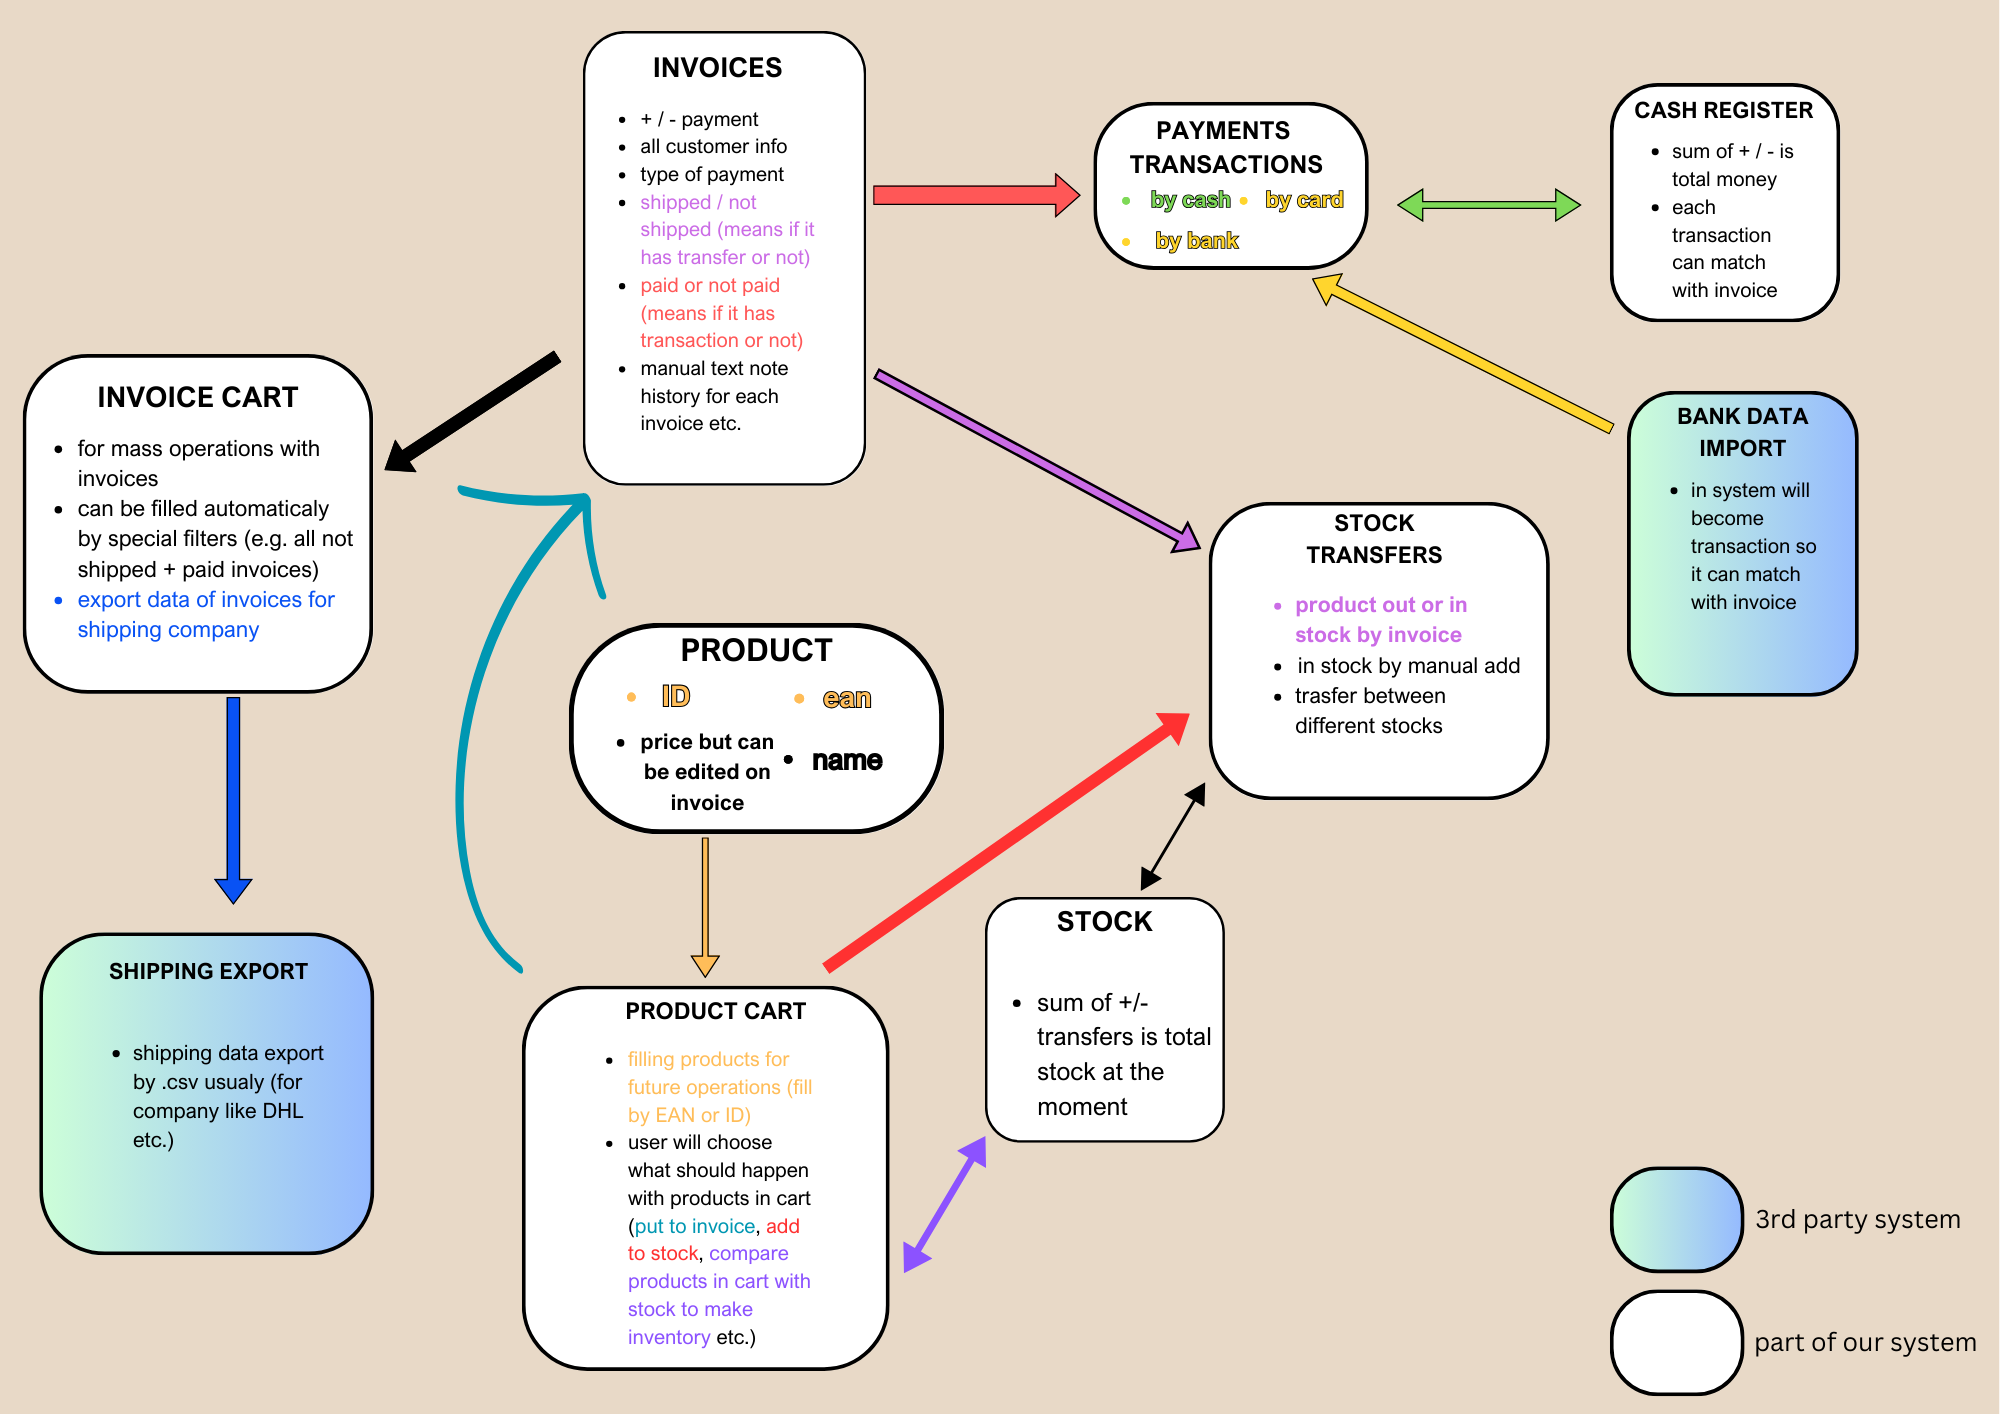 INVOICES
+ / - payment
all customer info
type of payment
shipped / not
shipped (means if it
has transfer or not)
paid or not paid
(means if it has
transaction or not)
manual text note
history for each
invoice etc.
PAYMENTS
TRANSACTIONS
by cash
by card
by bank
CASH REGISTER
sum of + / - is
total money
each
transaction
can match
with invoice
INVOICE CART
for mass operations with
invoices
can be filled automaticaly
by special filters (e.g. all not
shipped + paid invoices)
export data of invoices for
shipping company
BANK DATA
IMPORT
in system will
become
transaction so
it can match
with invoice
STOCK
TRANSFERS
product out or in
stock by invoice
in stock by manual add
trasfer between
different stocks
PRODUCT
ID
ean
price but can
be edited on
invoice
name
SHIPPING EXPORT
shipping data export
by .csv usualy (for
company like DHL
etc.)
PRODUCT CART
filling products for
future operations (fill
by EAN or ID)
user will choose
what should happen
with products in cart
(put to invoice, add
to stock, compare
products in cart with
stock to make
inventory etc.)
STOCK
sum of +/-
transfers is total
stock at the
moment
3rd party system
part of our system